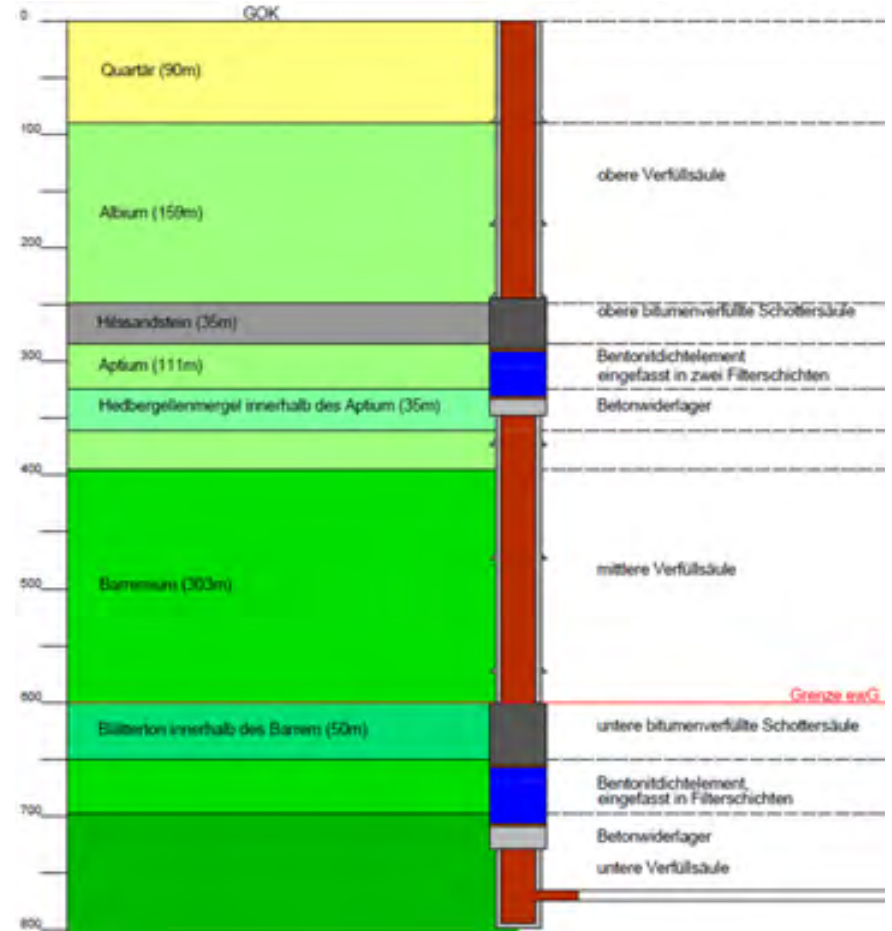 0 GOK
Quartär (90m)
100
obere Verfüllsäule
Albium (159m)
200
obere bitumenverfüllte Schottersäule
Hilssandstein (35m)
300
Bentonitdichtelement
eingefasst in zwei Filterschichten
Aptium (111m)
Hedbergellenmergel innerhalb des Aptium (35m)
Betonwiderlager
400
mittlere Verfüllsäule
500
Barremium (303m)
600
Grenze ewG
Blätterton innerhalb des Barrem (50m)
untere bitumenverfüllte Schottersäule
Bentonitdichtelement,
eingefasst in Filterschichten
700
Betonwiderlager
untere Verfüllsäule
800